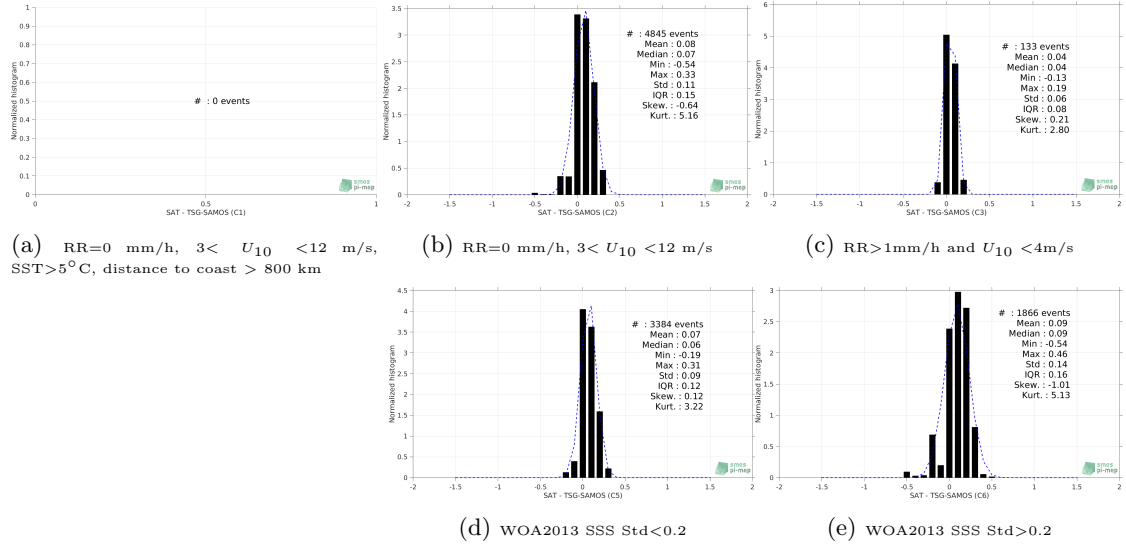 1
0.9
0.8
0.7
0.6
0.5
0.4
0.3
0.2
0.1
0
Normalized histogram
# : 0 events
smos
pi-mep
0 0.5 1
SAT - TSG-SAMOS (C1)
(a) RR=0 mm/h, 3< U10 <12 m/s,
SST>5°C, distance to coast > 800 km
3.5
3
2.5
2
1.5
1
0.5
0
Normalized histogram
# : 4845 events
Mean : 0.08
Median : 0.07
Min : -0.54
Max : 0.33
Std : 0.11
IQR : 0.15
Skew. : -0.64
Kurt. : 5.16
smos
pi-mep
-2 -1.5 -1 -0.5 0 0.5 1 1.5 2
SAT - TSG-SAMOS (C2)
(b) RR=0 mm/h, 3< U10 <12 m/s
6
5
4
3
2
1
0
Normalized histogram
# : 133 events
Mean : 0.04
Median : 0.04
Min : -0.13
Max : 0.19
Std : 0.06
IQR : 0.08
Skew. : 0.21
Kurt. : 2.80
smos
pi-mep
-2 -1.5 -1 -0.5 0 0.5 1 1.5 2
SAT - TSG-SAMOS (C3)
(c) RR>1mm/h and U10 <4m/s
4.5
4
3.5
3
2.5
2
1.5
1
0.5
0
Normalized histogram
# : 3384 events
Mean : 0.07
Median : 0.06
Min : -0.19
Max : 0.31
Std : 0.09
IQR : 0.12
Skew. : 0.12
Kurt. : 3.22
smos
pi-mep
-2 -1.5 -1 -0.5 0 0.5 1 1.5 2
SAT - TSG-SAMOS (C5)
(d) WOA2013 SSS Std<0.2
3
2.5
2
1.5
1
0.5
0
Normalized histogram
# : 1866 events
Mean : 0.09
Median : 0.09
Min : -0.54
Max : 0.46
Std : 0.14
IQR : 0.16
Skew. : -1.01
Kurt. : 5.13
smos
pi-mep
-2 -1.5 -1 -0.5 0 0.5 1 1.5 2
SAT - TSG-SAMOS (C6)
(e) WOA2013 SSS Std>0.2